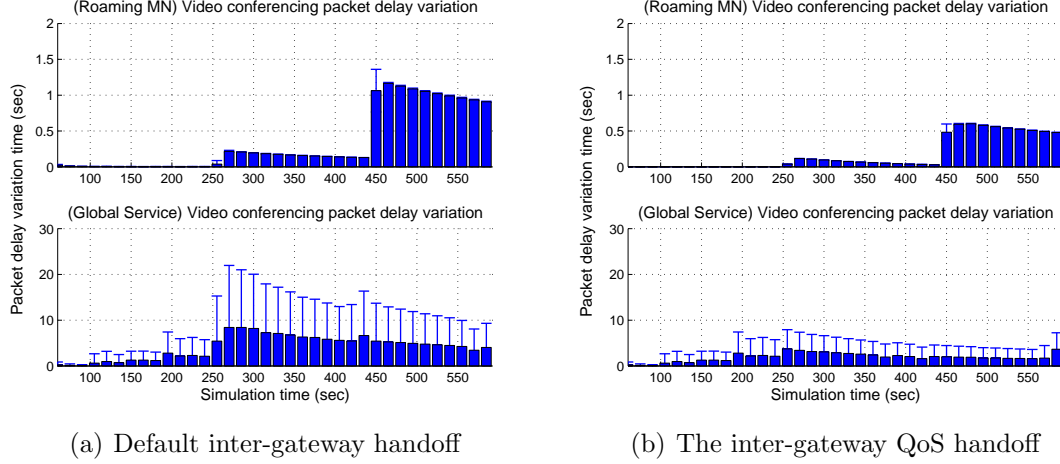 (Roaming MN) Video conferencing packet delay variation
2
1.5
1
0.5
0
100 150 200 250 300 350 400 450 500 550
(Global Service) Video conferencing packet delay variation
30
20
10
0
100 150 200 250 300 350 400 450 500 550
Simulation time (sec)
Packet delay variation time (sec)
(a) Default inter-gateway handoff
(Roaming MN) Video conferencing packet delay variation
2
1.5
1
0.5
0
100 150 200 250 300 350 400 450 500 550
(Global Service) Video conferencing packet delay variation
30
20
10
0
100 150 200 250 300 350 400 450 500 550
Simulation time (sec)
Packet delay variation time (sec)
(b) The inter-gateway QoS handoff